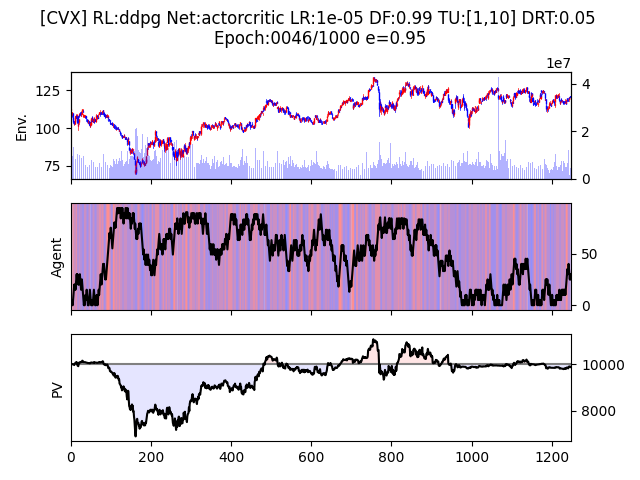 [CVX] RL:ddpg Net:actorcritic LR:1e-05 DF:0.99 TU:[1,10] DRT:0.05
Epoch:0046/1000 e=0.95
1e7
125
100
75
Env.
4
2
0
Agent
50
0
PV
10000
8000
0
200
400
600
800
1000
1200